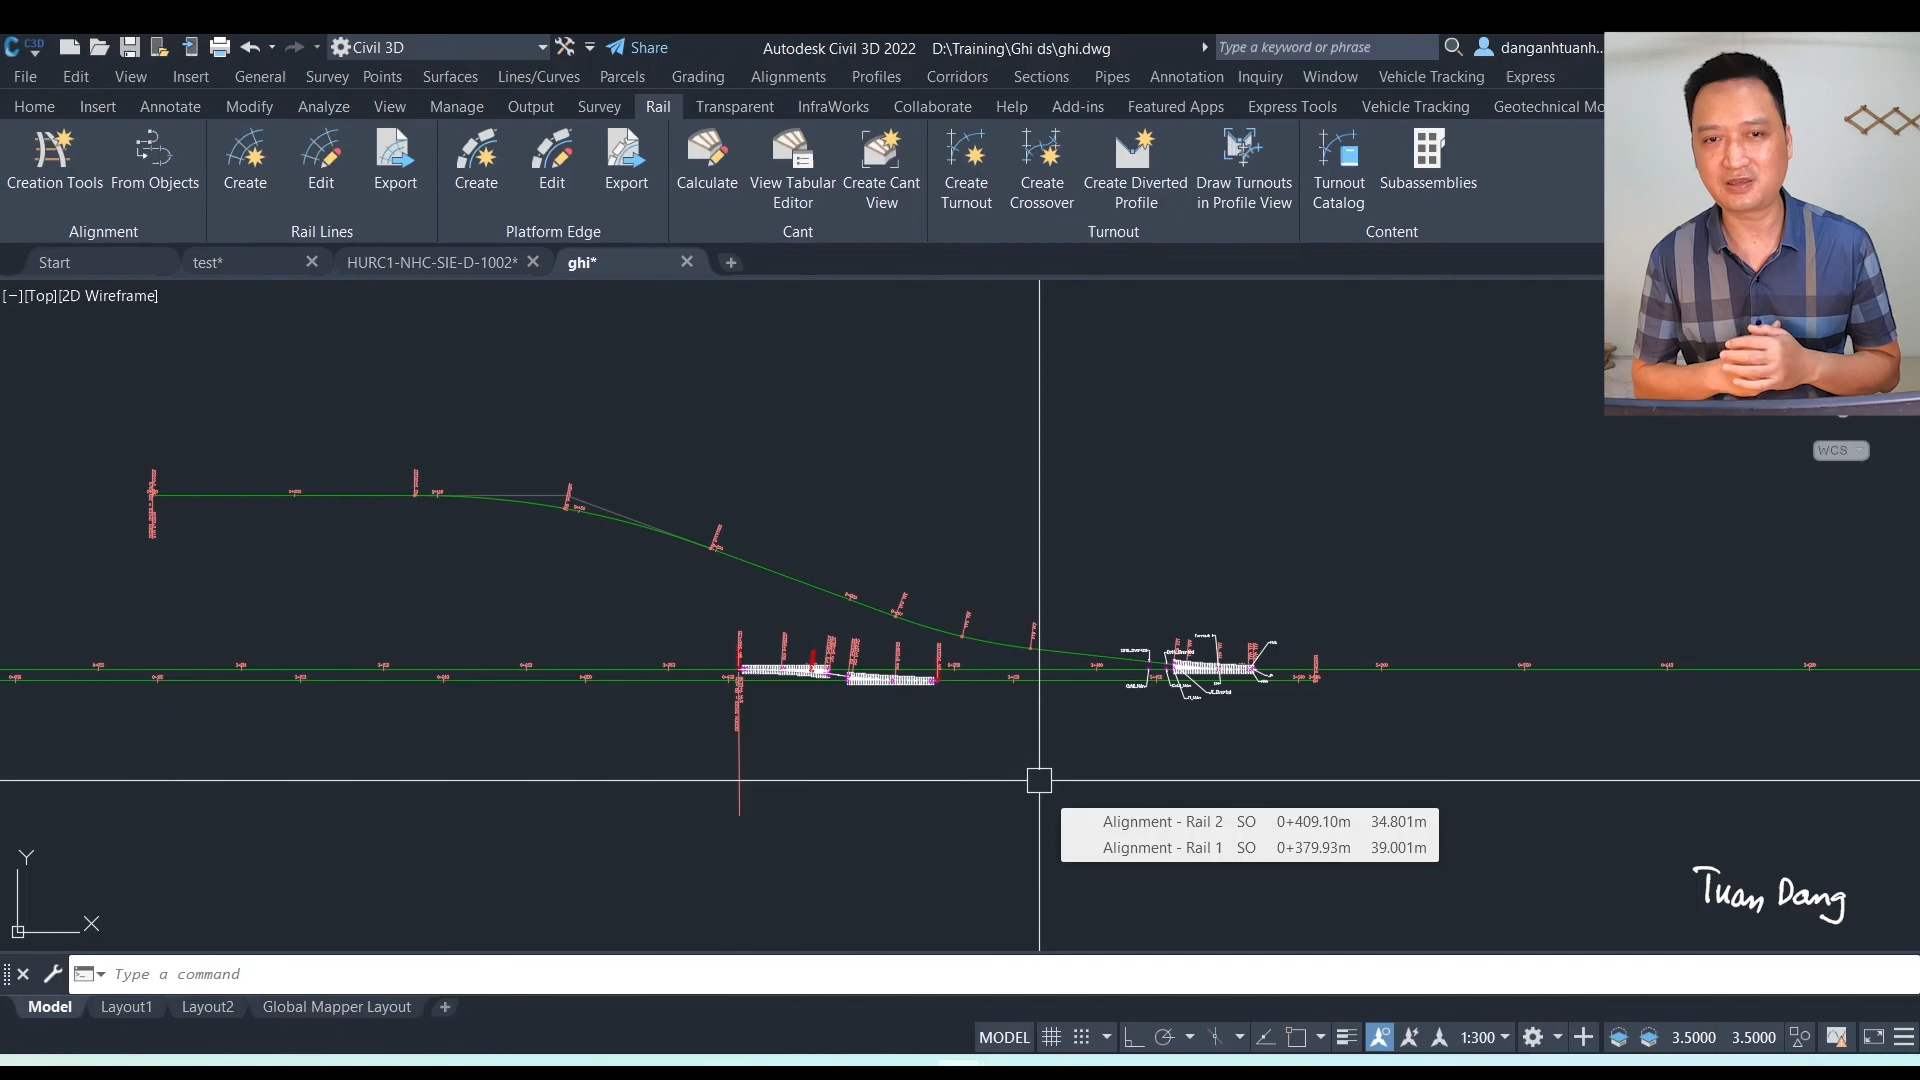 C3D
Civil 3D
Share
Autodesk Civil 3D 2022 D:\Training\Ghi ds\ghi.dwg
Type a keyword or phrase
danganhtuanh...
File Edit View Insert General Survey Points Surfaces Lines/Curves Parcels Grading Alignments Profiles Corridors Sections Pipes Annotation Inquiry Window Vehicle Tracking Express
Home Insert Annotate Modify Analyze View Manage Output Survey Rail Transparent InfraWorks Collaborate Help Add-ins Featured Apps Express Tools Vehicle Tracking Geotechnical Mo
Creation Tools From Objects Create Edit Export Create Edit Export Calculate View Tabular Editor Create Cant View Create Turnout Create Crossover Create Diverted Profile Draw Turnouts in Profile View Turnout Catalog Subassemblies
Alignment Rail Lines Platform Edge Cant Turnout Content
Start test* HURC1-NHC-SIE-D-1002* ghi*
[−][Top][2D Wireframe]
WCS
Alignment - Rail 2 SO 0+409.10m 34.801m
Alignment - Rail 1 SO 0+379.93m 39.001m
Y
X
Tuan Dang
Type a command
Model Layout1 Layout2 Global Mapper Layout
MODEL 1:300 3.5000 3.5000